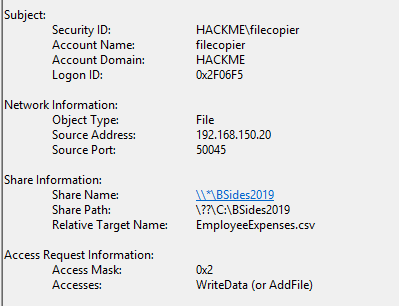 Subject:
Security ID: HACKME\filecopier
Account Name: filecopier
Account Domain: HACKME
Logon ID: 0x2F06F5
Network Information:
Object Type: File
Source Address: 192.168.150.20
Source Port: 50045
Share Information:
Share Name: \\*\BSides2019
Share Path: \??\C:\BSides2019
Relative Target Name: EmployeeExpenses.csv
Access Request Information:
Access Mask: 0x2
Accesses: WriteData (or AddFile)